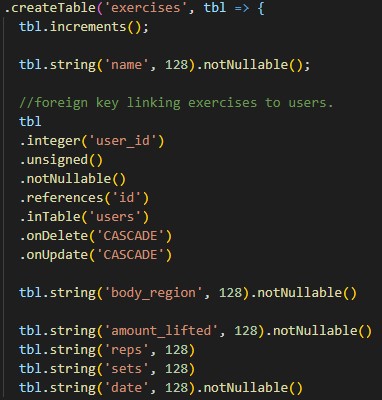 .createTable('exercises', tbl => {
tbl.increments();
tbl.string('name', 128).notNullable();
//foreign key linking exercises to users.
tbl
.integer('user_id')
.unsigned()
.notNullable()
.references('id')
.inTable('users')
.onDelete('CASCADE')
.onUpdate('CASCADE')
tbl.string('body_region', 128).notNullable()
tbl.string('amount_lifted', 128).notNullable()
tbl.string('reps', 128)
tbl.string('sets', 128)
tbl.string('date', 128).notNullable()